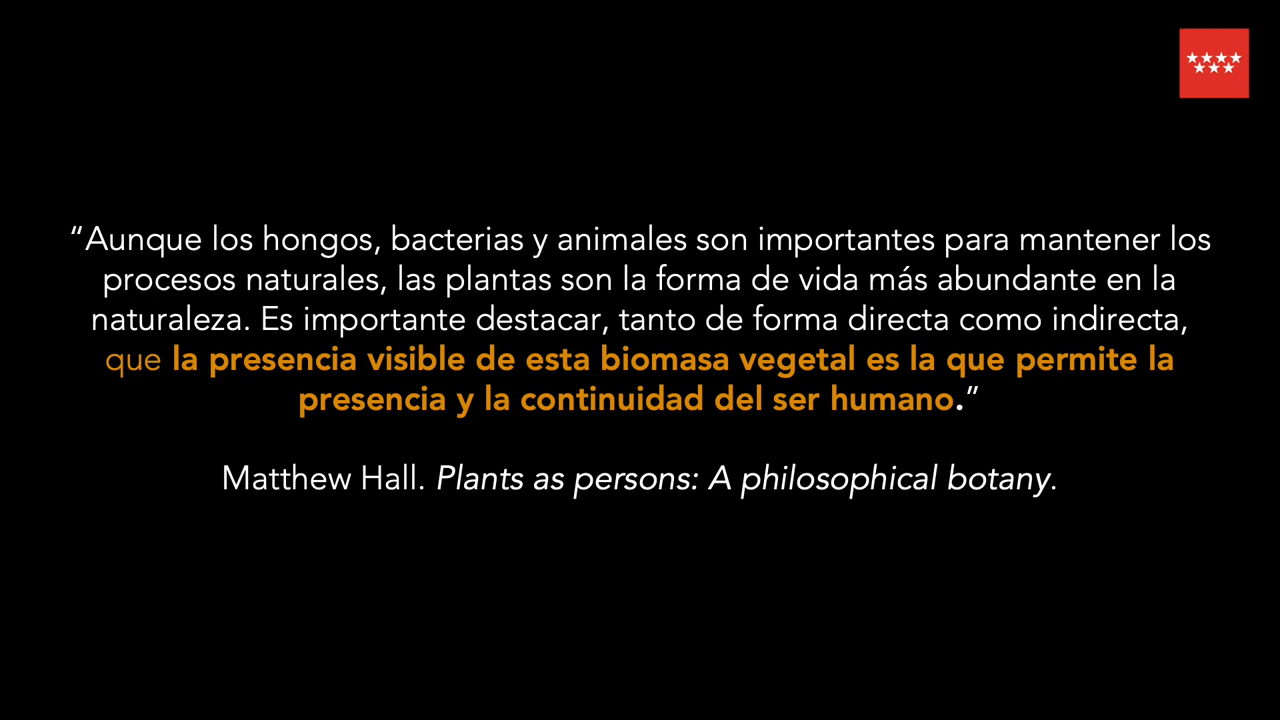 “Aunque los hongos, bacterias y animales son importantes para mantener los
procesos naturales, las plantas son la forma de vida más abundante en la
naturaleza. Es importante destacar, tanto de forma directa como indirecta,
que la presencia visible de esta biomasa vegetal es la que permite la
presencia y la continuidad del ser humano.”
Matthew Hall. Plants as persons: A philosophical botany.